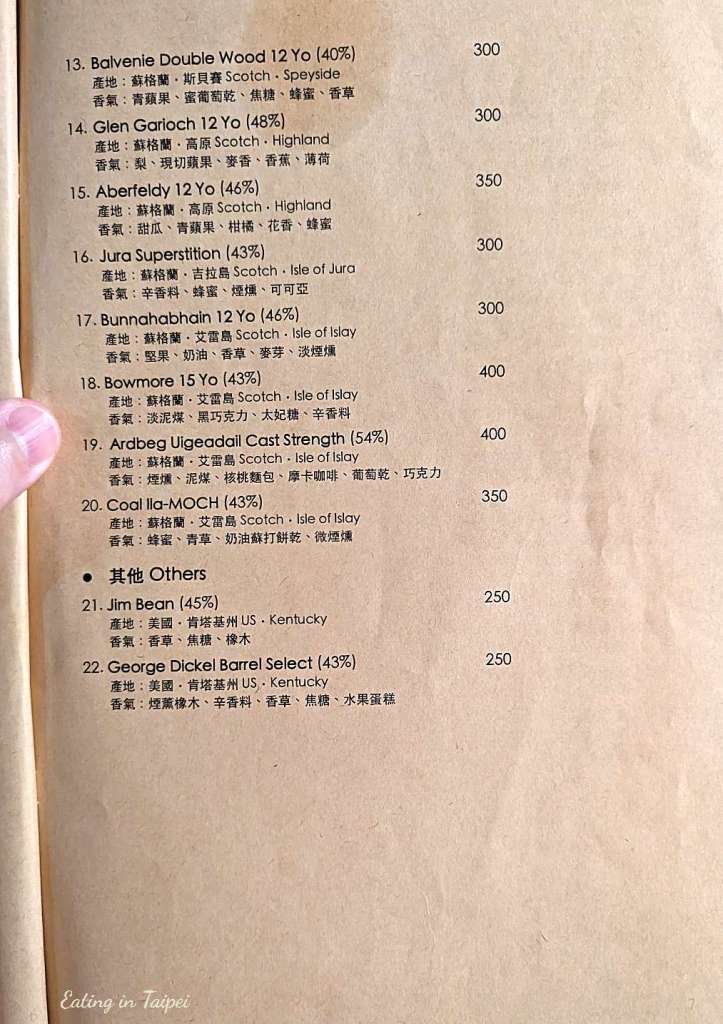 13. Balvenie Double Wood 12 Yo (40%) 300
產地：蘇格蘭・斯貝賽 Scotch・Speyside
香氣：青蘋果、蜜葡萄乾、焦糖、蜂蜜、香草
14. Glen Garioch 12 Yo (48%) 300
產地：蘇格蘭・高原 Scotch・Highland
香氣：梨、現切蘋果、麥香、香蕉、薄荷
15. Aberfeldy 12 Yo (46%) 350
產地：蘇格蘭・高原 Scotch・Highland
香氣：甜瓜、青蘋果、柑橘、花香、蜂蜜
16. Jura Superstition (43%) 300
產地：蘇格蘭・吉拉島 Scotch・Isle of Jura
香氣：辛香料、蜂蜜、煙燻、可可亞
17. Bunnahabhain 12 Yo (46%) 300
產地：蘇格蘭・艾雷島 Scotch・Isle of Islay
香氣：堅果、奶油、香草、麥芽、淡煙燻
18. Bowmore 15 Yo (43%) 400
產地：蘇格蘭・艾雷島 Scotch・Isle of Islay
香氣：淡泥煤、黑巧克力、太妃糖、辛香料
19. Ardbeg Uigeadail Cast Strength (54%) 400
產地：蘇格蘭・艾雷島 Scotch・Isle of Islay
香氣：煙燻、泥煤、核桃麵包、摩卡咖啡、葡萄乾、巧克力
20. Coal Ila-MOCH (43%) 350
產地：蘇格蘭・艾雷島 Scotch・Isle of Islay
香氣：蜂蜜、青草、奶油蘇打餅乾、微煙燻
● 其他 Others
21. Jim Bean (45%) 250
產地：美國・肯塔基州 US・Kentucky
香氣：香草、焦糖、橡木
22. George Dickel Barrel Select (43%) 250
產地：美國・肯塔基州 US・Kentucky
香氣：煙薰橡木、辛香料、香草、焦糖、水果蛋糕
Eating in Taipei
6 7